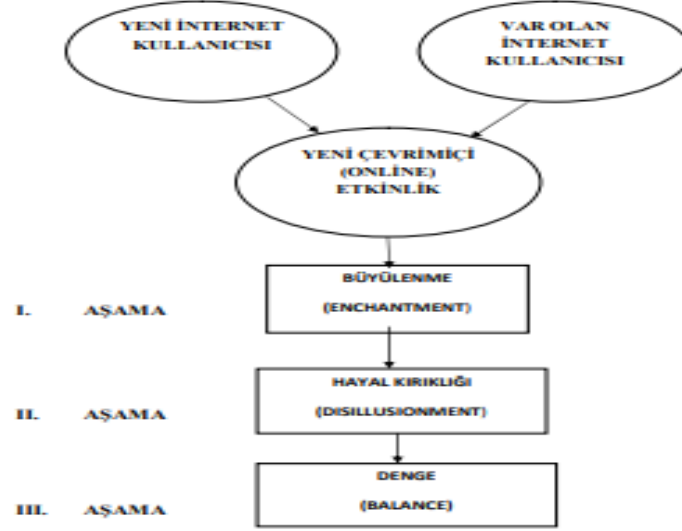 YENİ İNTERNET
KULLANICISI
VAR OLAN
İNTERNET
KULLANICISI
YENİ ÇEVRİMİÇİ
(ONLINE)
ETKİNLİK
BÜYÜLENME
(ENCHANTMENT)
I. AŞAMA
HAYAL KIRIKLIĞI
(DISILLUSIONMENT)
II. AŞAMA
DENGE
(BALANCE)
III. AŞAMA